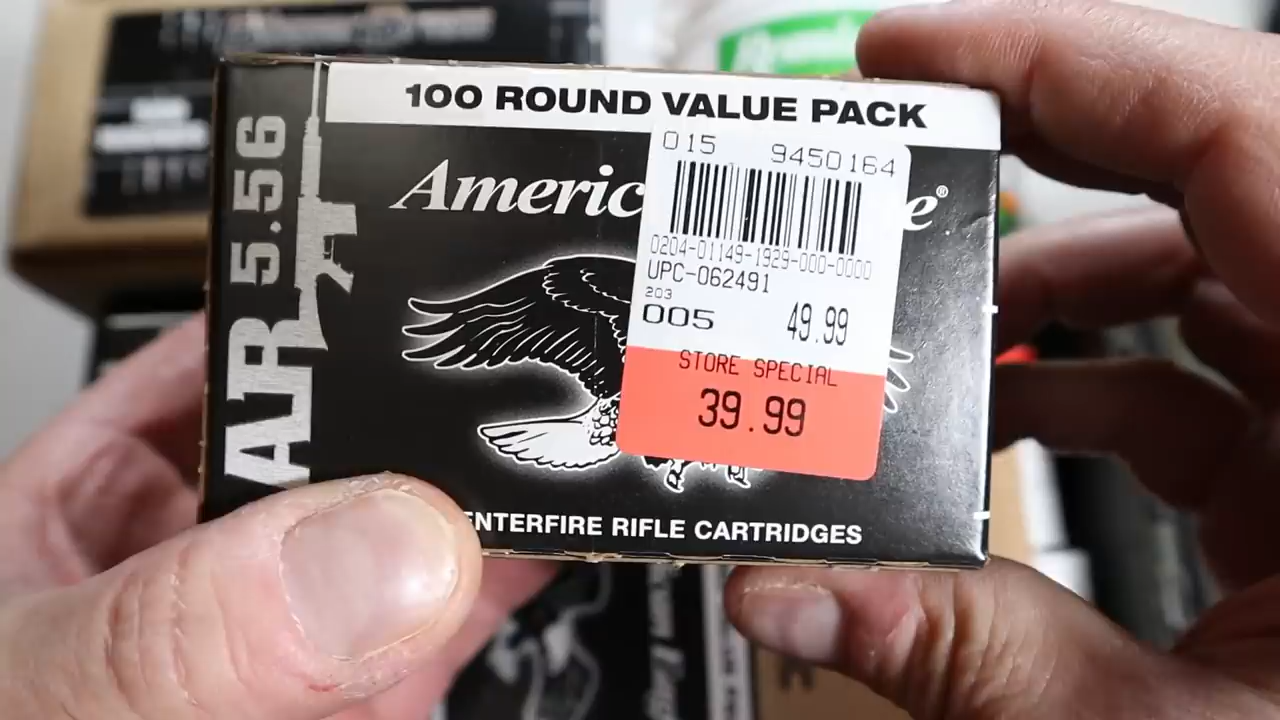 100 ROUND VALUE PACK
AR 5.56
Americ
e®
015 9450164
0204-01149-1929-000-0000
UPC-062491
203
005 49.99
STORE SPECIAL
39.99
ENTERFIRE RIFLE CARTRIDGES